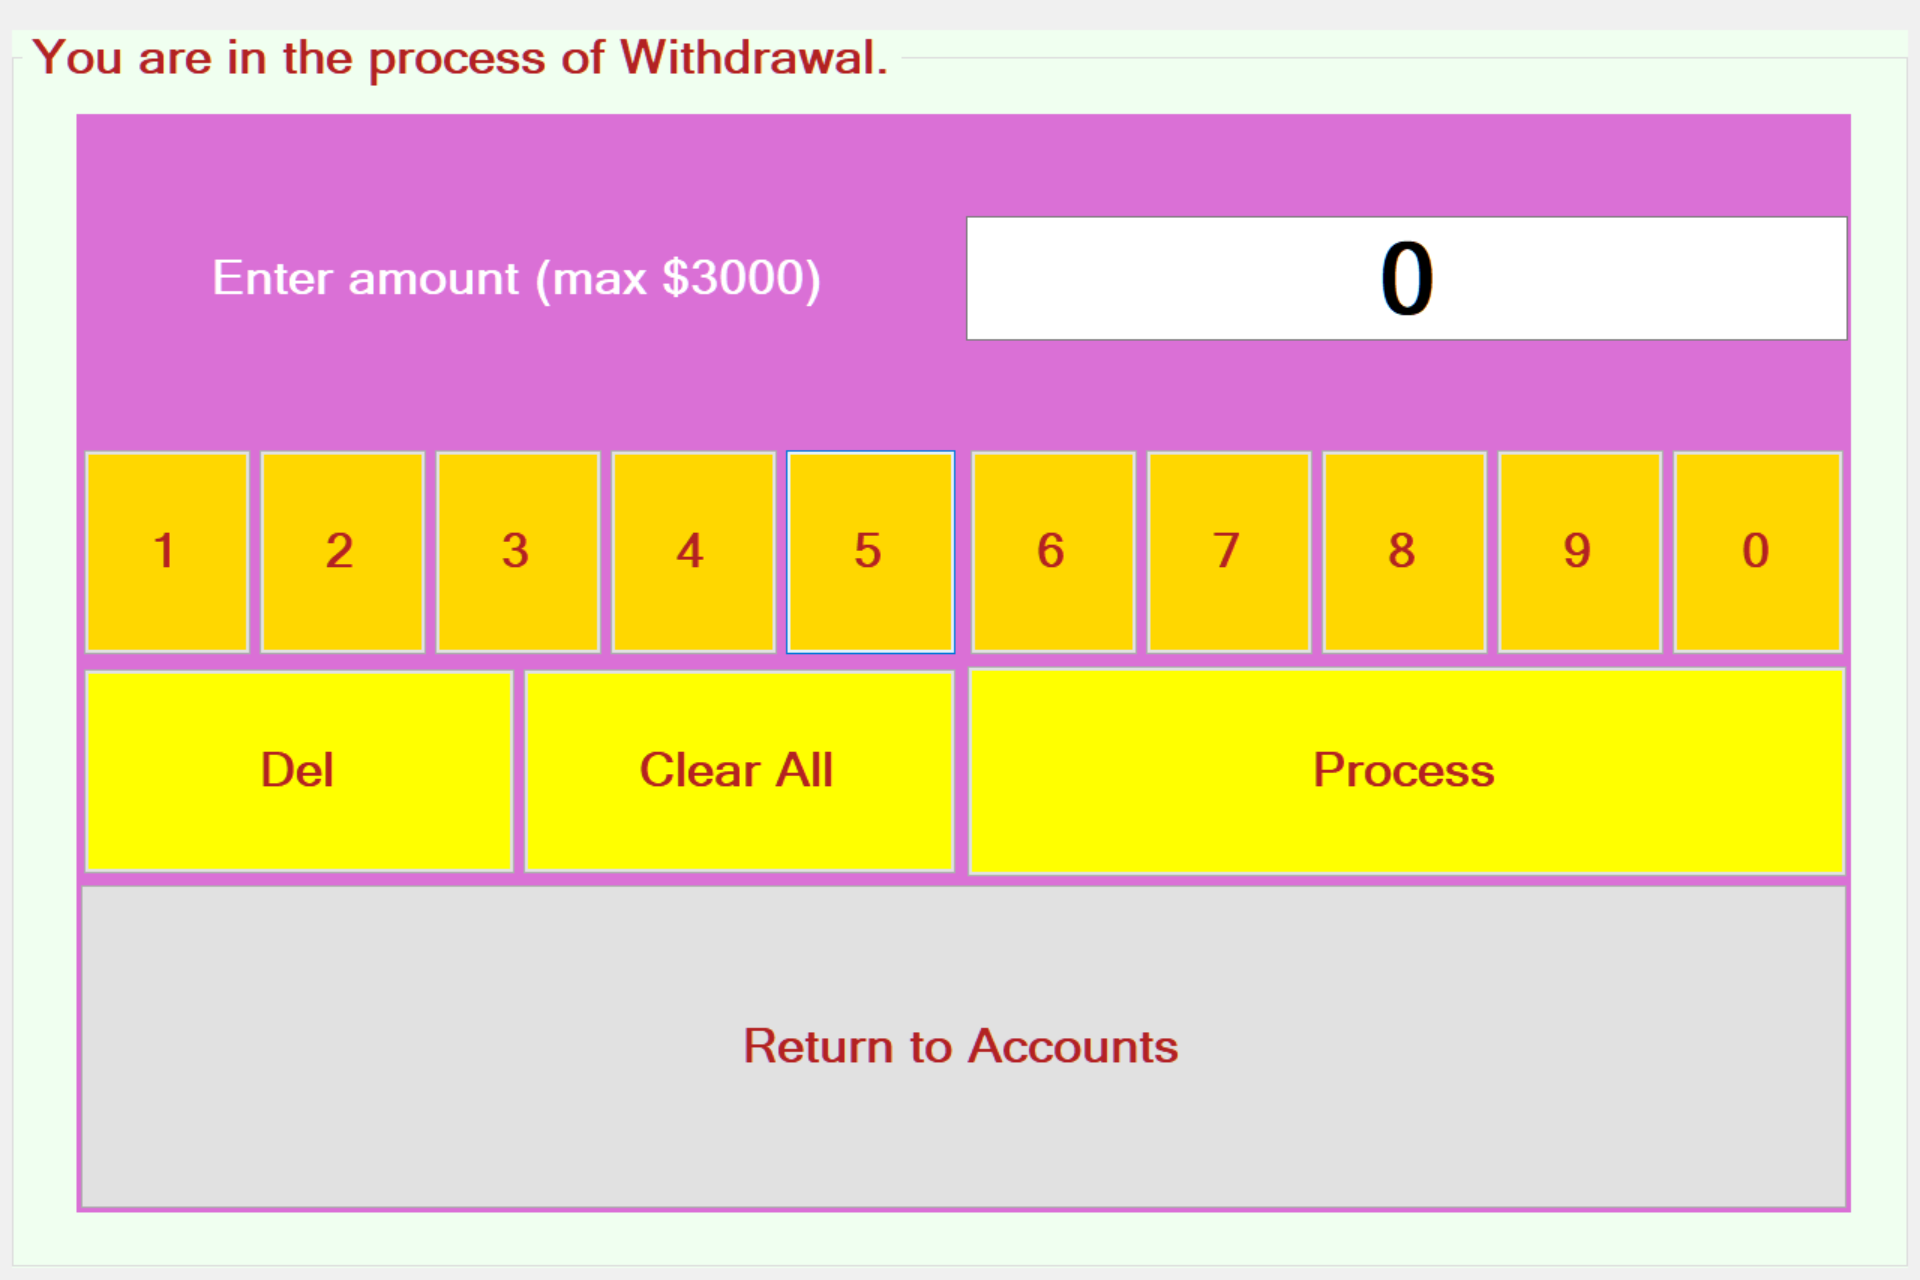 You are in the process of Withdrawal.
Enter amount (max $3000)
0
1 2 3 4 5 6 7 8 9 0
Del Clear All Process
Return to Accounts